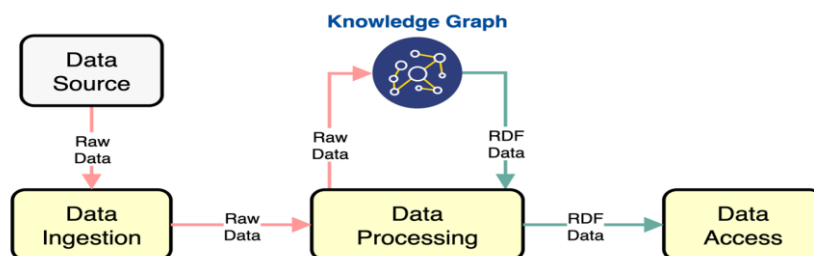 Knowledge Graph
Data
Source
Raw
Data
Raw
Data
RDF
Data
Data
Ingestion
Raw
Data
Data
Processing
RDF
Data
Data
Access